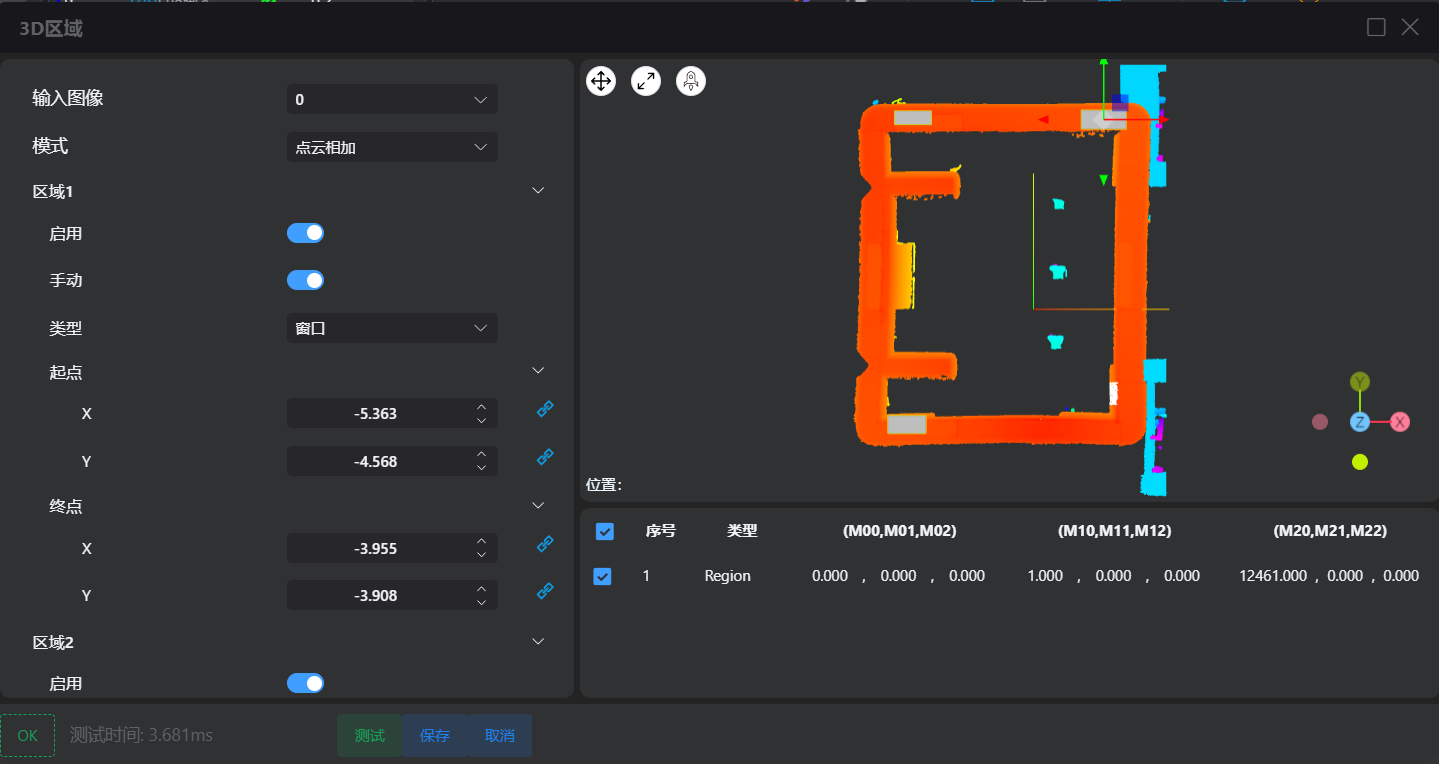 3D区域
输入图像 0
模式 点云相加
区域1
启用
手动
类型 窗口
起点
X -5.363
Y -4.568
终点
X -3.955
Y -3.908
区域2
启用
Y
Z X
位置:
序号 类型 (M00,M01,M02) (M10,M11,M12) (M20,M21,M22)
1 Region 0.000 , 0.000 , 0.000 1.000 , 0.000 , 0.000 12461.000 , 0.000 , 0.000
OK 测试时间: 3.681ms 测试 保存 取消